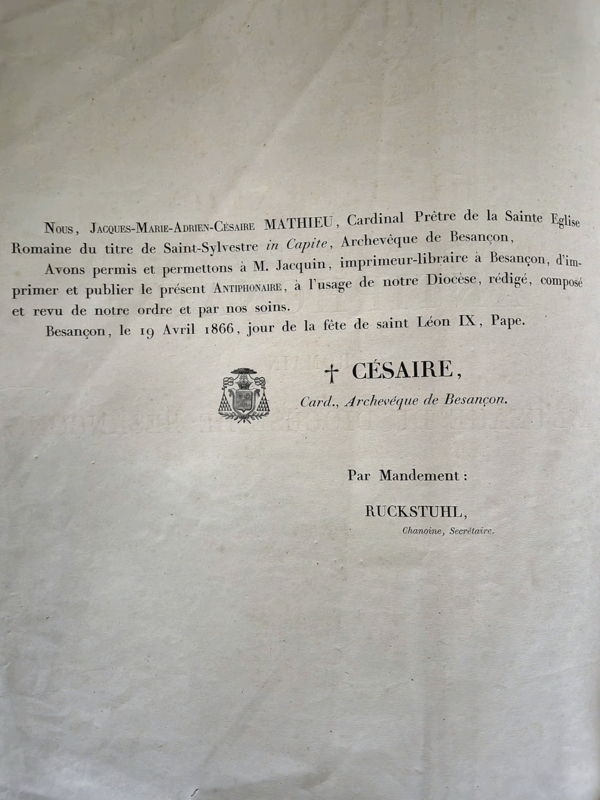 Nous, Jacques-Marie-Adrien-Césaire MATHIEU, Cardinal Prêtre de la Sainte Eglise
Romaine du titre de Saint-Sylvestre in Capite, Archevêque de Besançon,
Avons permis et permettons à M. Jacquin, imprimeur-libraire à Besançon, d'im-
primer et publier le présent Antiphonaire, à l'usage de notre Diocèse, rédigé, composé
et revu de notre ordre et par nos soins.
Besançon, le 19 Avril 1866, jour de la fête de saint Léon IX, Pape.
† CÉSAIRE,
Card., Archevêque de Besançon.
Par Mandement :
RUCKSTUHL,
Chanoine, Secrétaire.